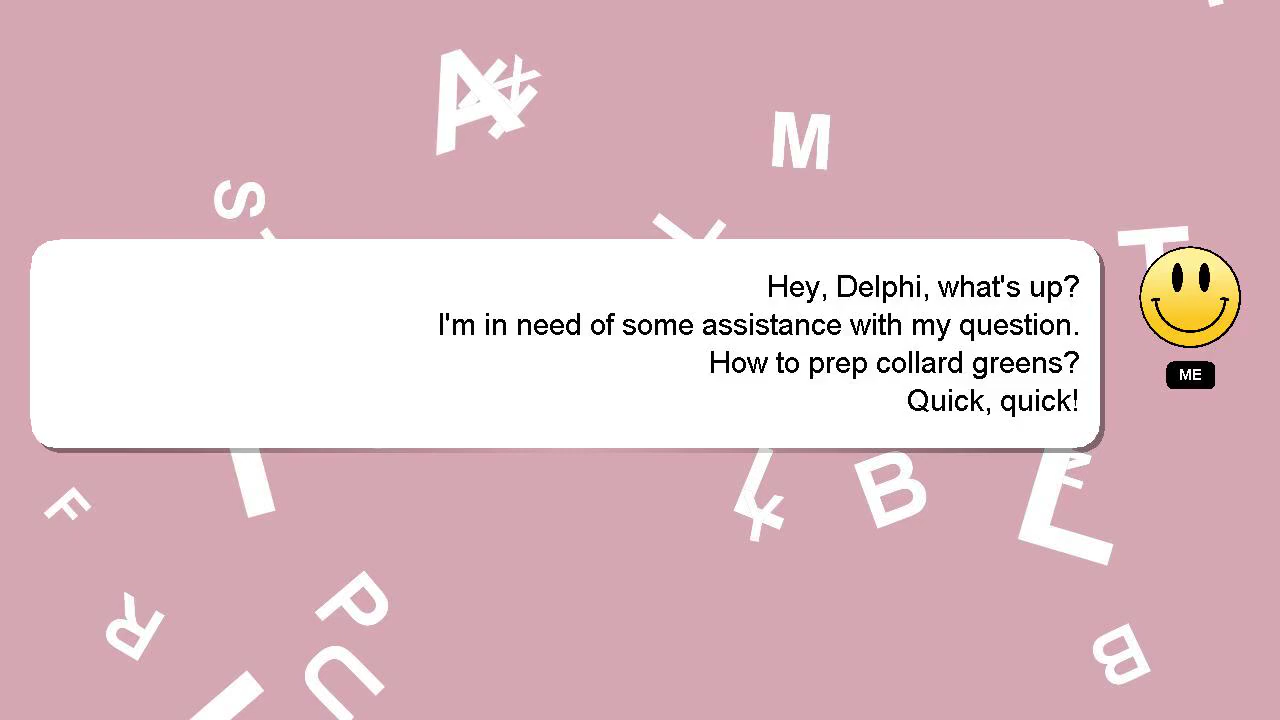 Hey, Delphi, what's up?
I'm in need of some assistance with my question.
How to prep collard greens?
Quick, quick!
ME
A
M
S
T
F
B
L
R
P
U
B